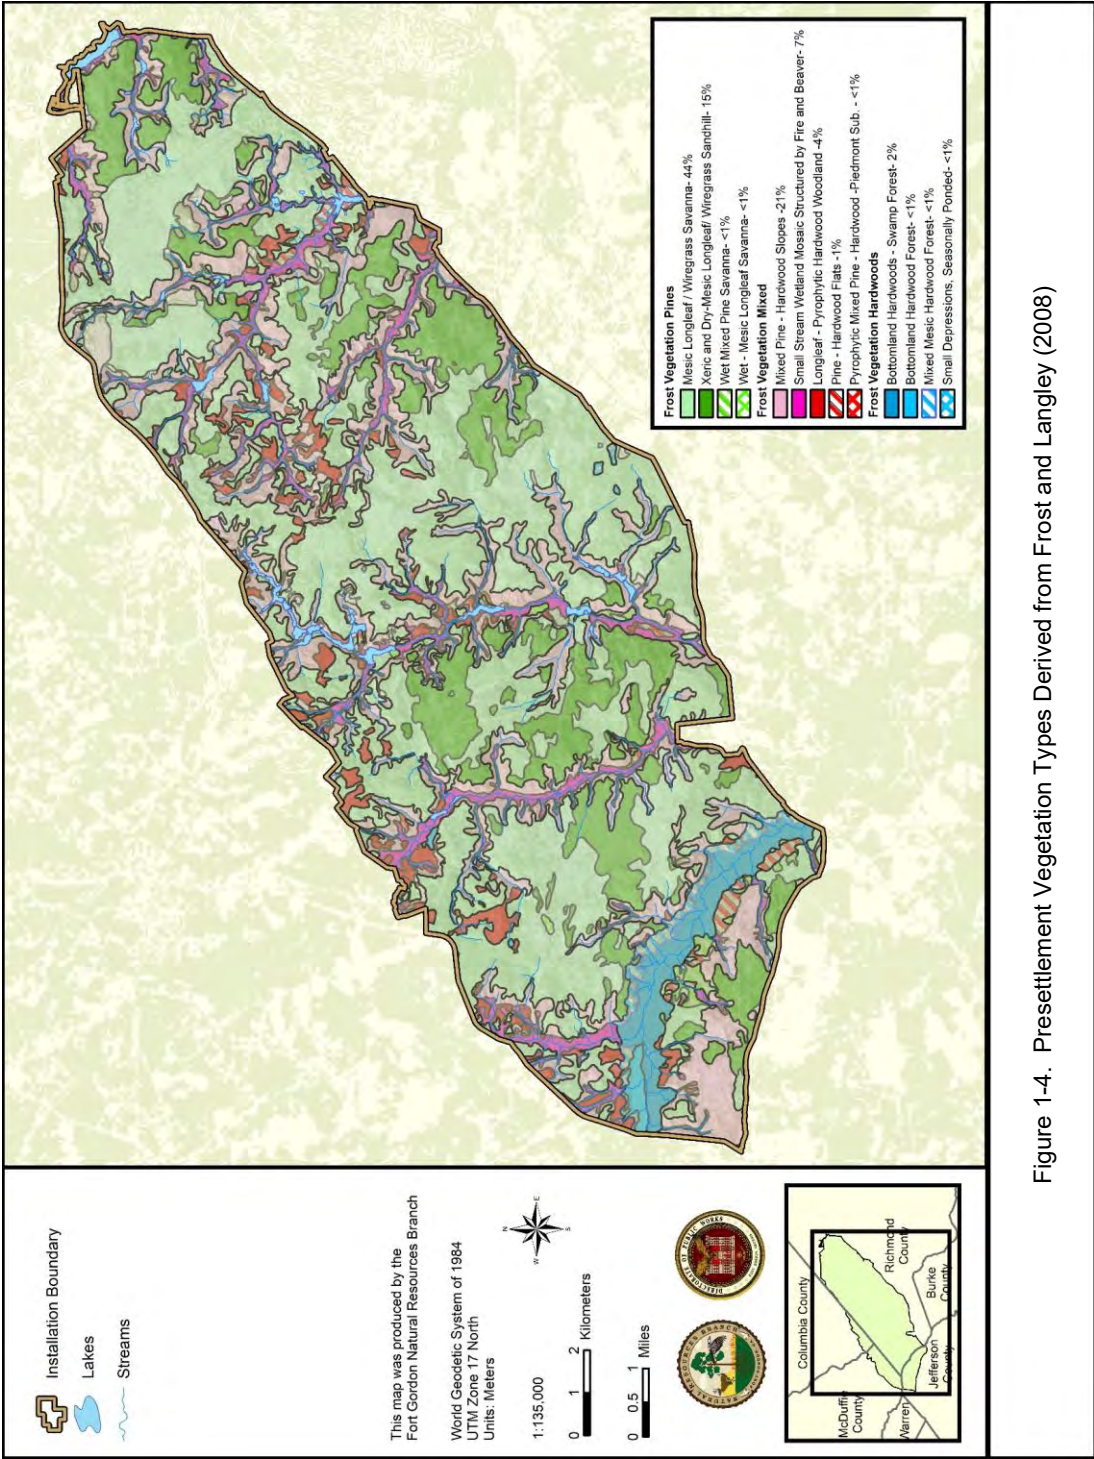 Installation Boundary
Lakes
Streams
This map was produced by the
Fort Gordon Natural Resources Branch
World Geodetic System of 1984
UTM Zone 17 North
Units: Meters
N
W
E
S
1:135,000
0 1 2
Kilometers
0 0.5 1
Miles
NATURAL RESOURCES BRANCH
DIRECTORATE OF PUBLIC WORKS
Columbia County
McDuffie
County
Warren
Richmond
County
Burke
County
Jefferson
County
Frost Vegetation Pines
Mesic Longleaf / Wiregrass Savanna- 44%
Xeric and Dry-Mesic Longleaf/ Wiregrass Sandhill- 15%
Wet Mixed Pine Savanna- <1%
Wet - Mesic Longleaf Savanna- <1%
Frost Vegetation Mixed
Mixed Pine - Hardwood Slopes -21%
Small Stream Wetland Mosaic Structured by Fire and Beaver- 7%
Longleaf - Pyrophytic Hardwood Woodland -4%
Pine - Hardwood Flats -1%
Pyrophytic Mixed Pine - Hardwood -Piedmont Sub. - <1%
Frost Vegetation Hardwoods
Bottomland Hardwoods - Swamp Forest- 2%
Bottomland Hardwood Forest- <1%
Mixed Mesic Hardwood Forest- <1%
Small Depressions, Seasonally Ponded- <1%
Figure 1-4. Presettlement Vegetation Types Derived from Frost and Langley (2008)